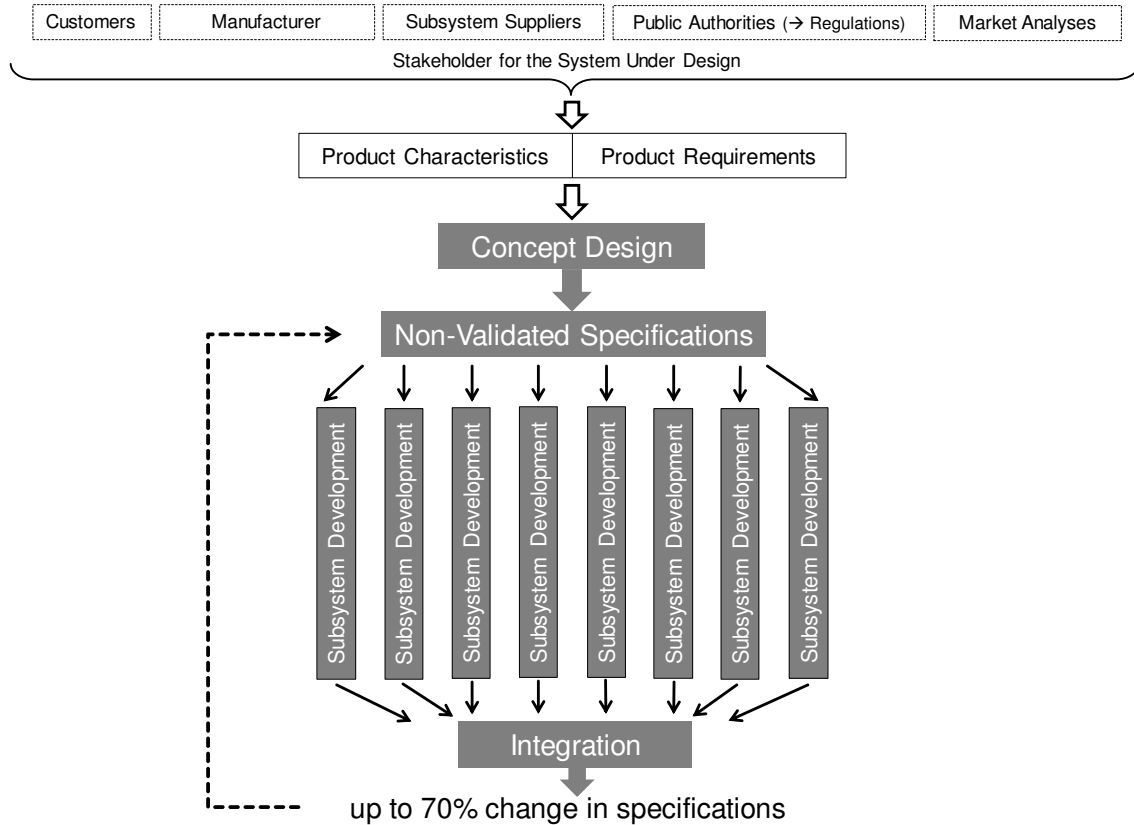 Customers
Manufacturer
Subsystem Suppliers
Public Authorities (→ Regulations)
Market Analyses
Stakeholder for the System Under Design
Product Characteristics
Product Requirements
Concept Design
Non-Validated Specifications
Subsystem Development
Subsystem Development
Subsystem Development
Subsystem Development
Subsystem Development
Subsystem Development
Subsystem Development
Subsystem Development
Integration
up to 70% change in specifications